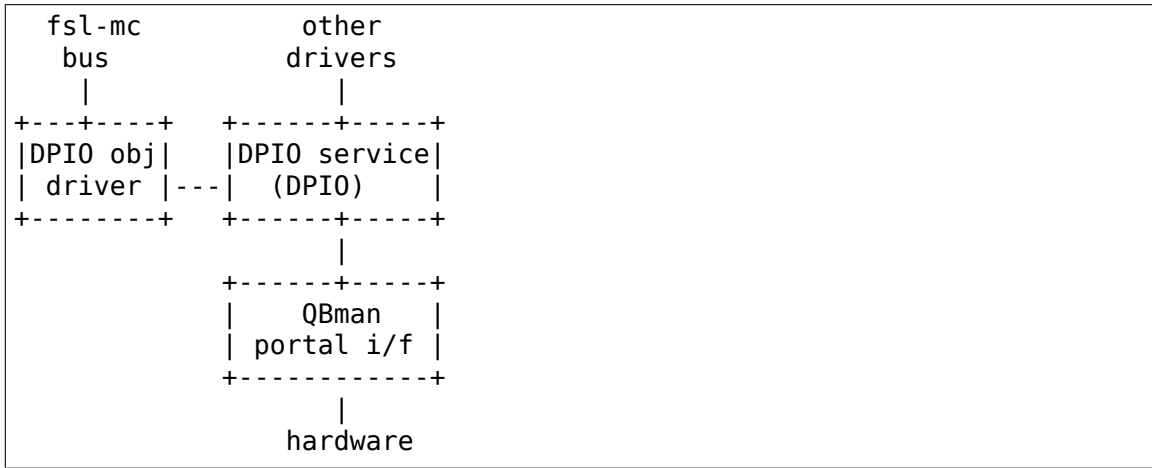 fsl-mc          other
   bus           drivers
    |               |
+---+----+   +------+-----+
|DPIO obj|   |DPIO service|
| driver |---|  (DPIO)    |
+--------+   +------+-----+
                    |
             +------+-----+
             |    QBman   |
             | portal i/f |
             +------------+
                    |
                 hardware